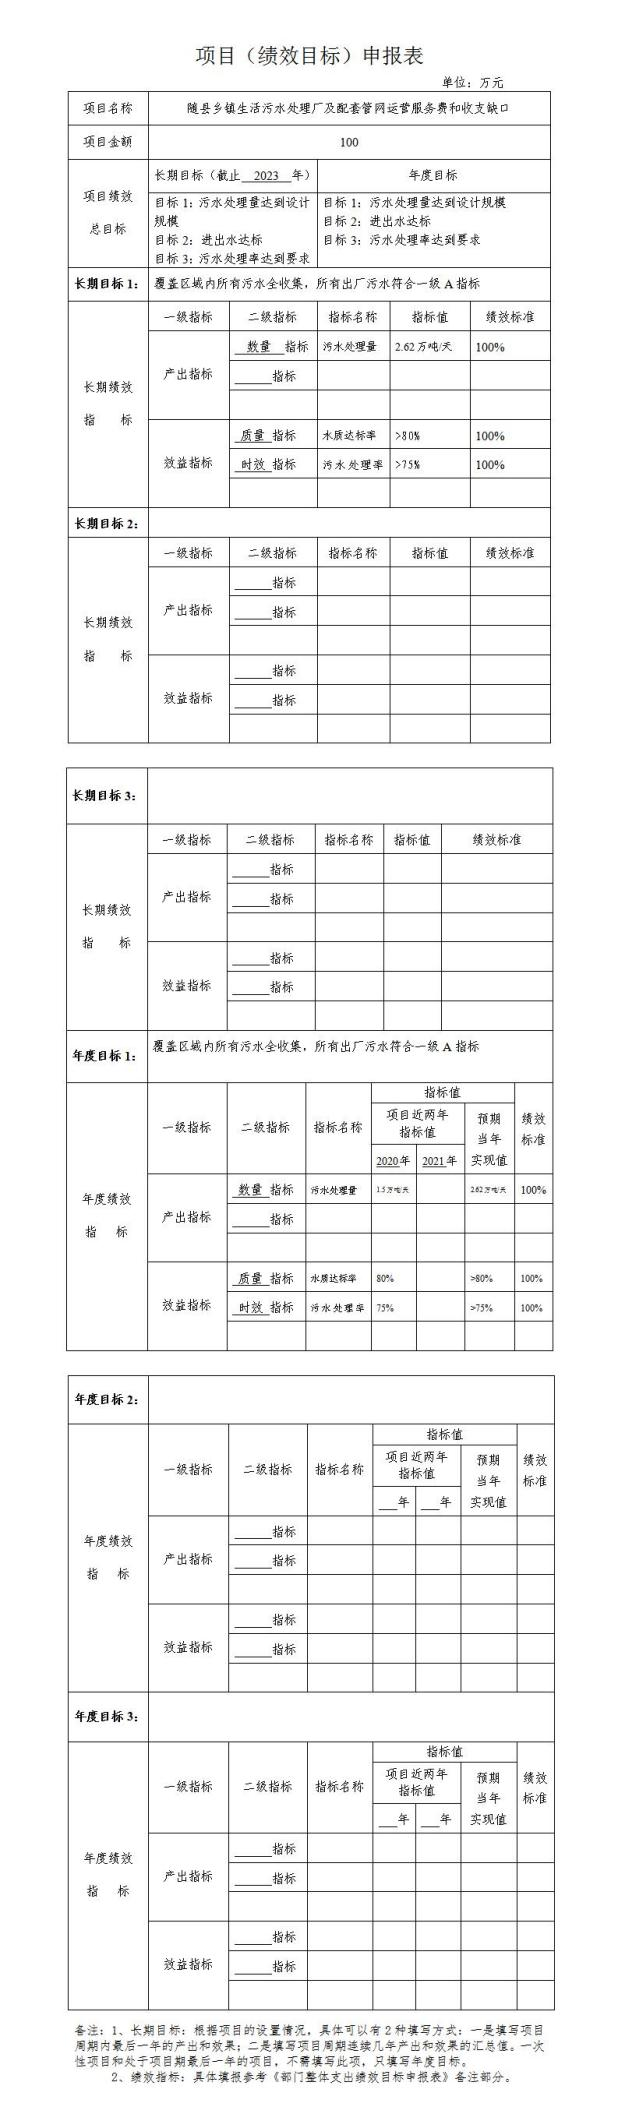 项目（绩效目标）申报表
单位：万元
项目名称 随县乡镇生活污水处理厂及配套管网运营服务费和收支缺口
项目金额 100
项目绩效
总目标
长期目标（截止 2023 年） 年度目标
目标 1：污水处理量达到设计
规模
目标 2：进出水达标
目标 3：污水处理率达到要求
目标 1：污水处理量达到设计规模
目标 2：进出水达标
目标 3：污水处理率达到要求
长期目标 1： 覆盖区域内所有污水全收集，所有出厂污水符合一级 A 指标
长期绩效
指 标
一级指标 二级指标 指标名称 指标值 绩效标准
产出指标
数量 指标 污水处理量 2.62 万吨/天 100%
指标
效益指标
质量 指标 水质达标率 >80% 100%
时效 指标 污水处理率 >75% 100%
长期目标 2：
长期绩效
指 标
一级指标 二级指标 指标名称 指标值 绩效标准
产出指标
指标
指标
效益指标
指标
指标
长期目标 3：
长期绩效
指 标
一级指标 二级指标 指标名称 指标值 绩效标准
产出指标
指标
指标
效益指标
指标
指标
年度目标 1： 覆盖区域内所有污水全收集，所有出厂污水符合一级 A 指标
年度绩效
指 标
一级指标 二级指标 指标名称
指标值
项目近两年
指标值
2020年 2021年
预期
当年
实现值
绩效
标准
产出指标
数量 指标 污水处理量 1.5万吨/天 2.62万吨/天 100%
指标
效益指标
质量 指标 水质达标率 80% >80% 100%
时效 指标 污水处理率 75% >75% 100%
年度目标 2：
年度绩效
指 标
一级指标 二级指标 指标名称
指标值
项目近两年
指标值
年 年
预期
当年
实现值
绩效
标准
产出指标
指标
指标
效益指标
指标
指标
年度目标 3：
年度绩效
指 标
一级指标 二级指标 指标名称
指标值
项目近两年
指标值
年 年
预期
当年
实现值
绩效
标准
产出指标
指标
指标
效益指标
指标
指标
备注：1、长期目标：根据项目的设置情况，具体可以有 2 种填写方式：一是填写项目
周期内最后一年的产出和效果；二是填写项目周期连续几年产出和效果的汇总值。一次
性项目和处于项目期最后一年的项目，不需填写此项，只填写年度目标。
2、绩效指标：具体填报参考《部门整体支出绩效目标申报表》备注部分。